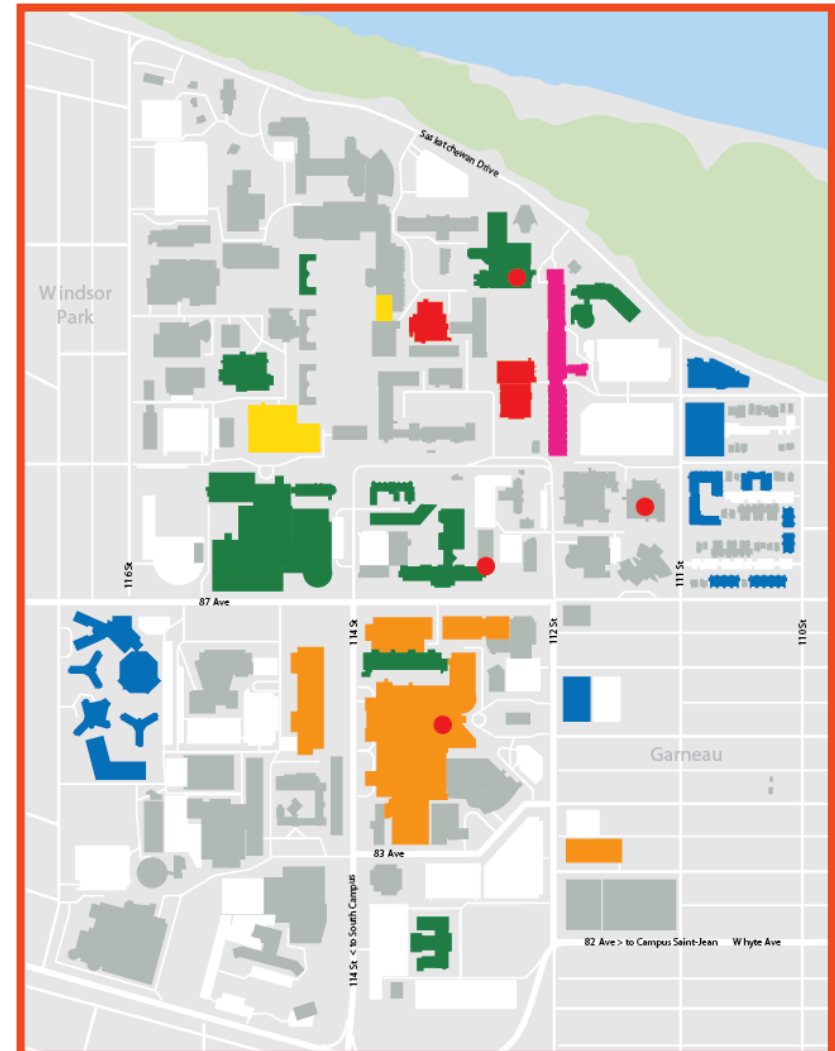 Saskatchewan Drive
Windsor
Park
116 St
87 Ave
114 St
112 St
111 St
110 St
Garneau
83 Ave
114 St < to South Campus
82 Ave > to Campus Saint-Jean
Whyte Ave